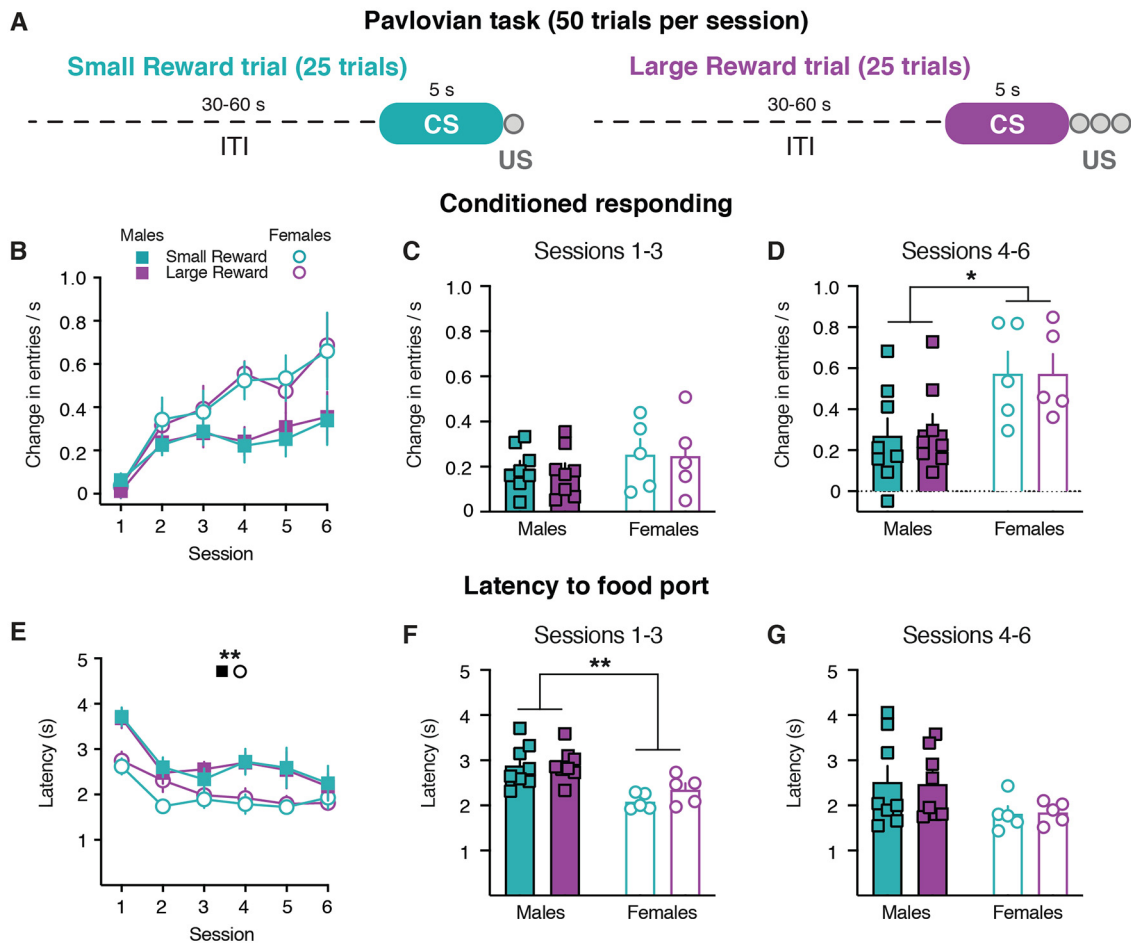 A
Pavlovian task (50 trials per session)
Small Reward trial (25 trials)
Large Reward trial (25 trials)
30-60 s
5 s
CS
ITI
US
30-60 s
5 s
CS
ITI
US
Conditioned responding
B
Males
Females
Small Reward
Large Reward
Change in entries / s
1.0
0.8
0.6
0.4
0.2
0
1 2 3 4 5 6
Session
C
Sessions 1-3
Change in entries / s
1.0
0.8
0.6
0.4
0.2
0
Males
Females
D
Sessions 4-6
*
Change in entries / s
1.0
0.8
0.6
0.4
0.2
0
Males
Females
Latency to food port
E
**
Latency (s)
5
4
3
2
1
1 2 3 4 5 6
Session
F
Sessions 1-3
**
Latency (s)
5
4
3
2
1
Males
Females
G
Sessions 4-6
Latency (s)
5
4
3
2
1
Males
Females